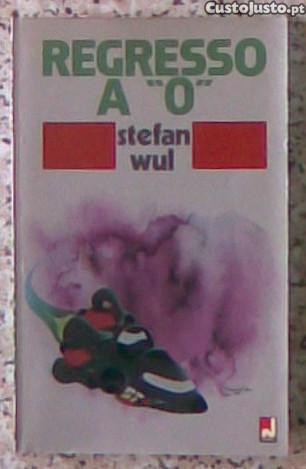 CustoJusto.pt
REGRESSO
A "O"
stefan
wul